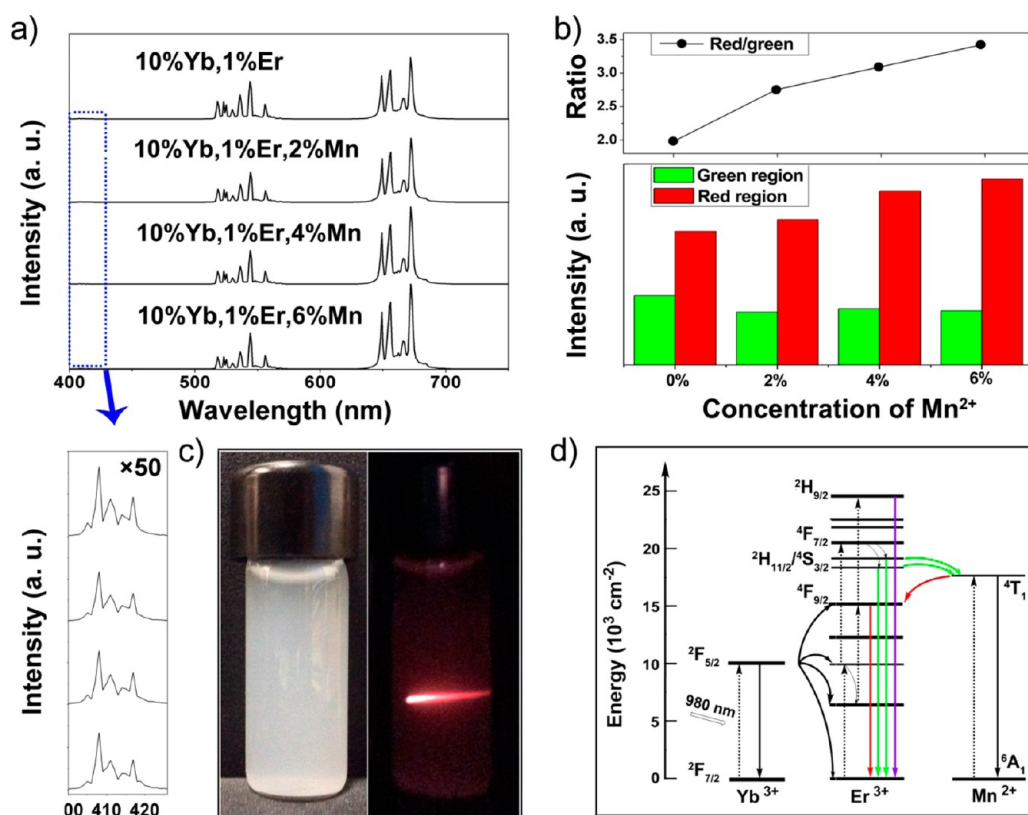 a)
10%Yb,1%Er
10%Yb,1%Er,2%Mn
10%Yb,1%Er,4%Mn
10%Yb,1%Er,6%Mn
Intensity (a. u.)
400 500 600 700
Wavelength (nm)
b)
3.5
3.0
2.5
2.0
Ratio
Red/green
Green region
Red region
Intensity (a. u.)
0% 2% 4% 6%
Concentration of Mn²⁺
×50
Intensity (a. u.)
00 410 420
c)
d)
25
20
15
10
5
0
Energy (10³ cm⁻²)
²F₅/₂
980 nm
²F₇/₂
Yb ³⁺
²H₉/₂
⁴F₇/₂
²H₁₁/₂/⁴S₃/₂
⁴F₉/₂
Er ³⁺
⁴T₁
⁶A₁
Mn ²⁺